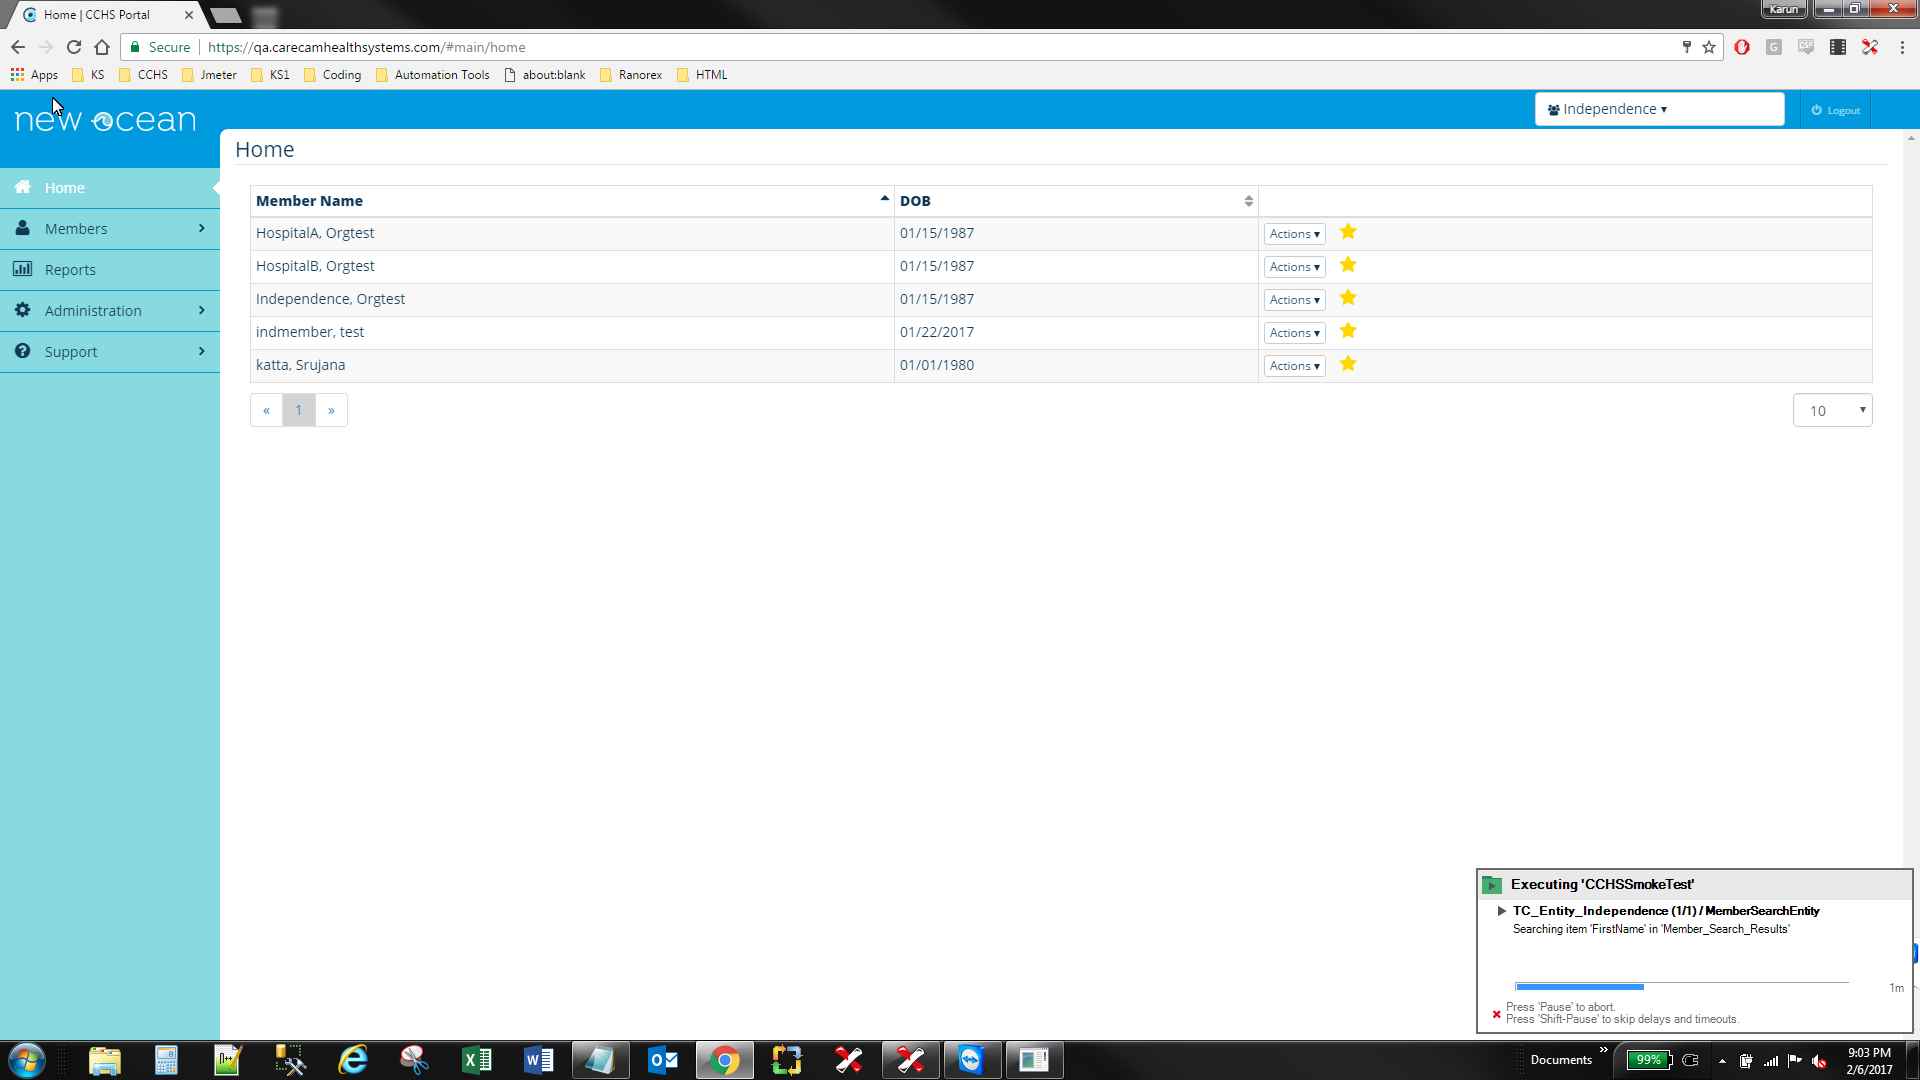 Home | CCHS Portal
Karun
Secure
https://qa.carecamhealthsystems.com/#main/home
Apps KS CCHS Jmeter KS1 Coding Automation Tools about:blank Ranorex HTML
new ocean
Independence
Logout
Home
Home
Members
Reports
Administration
Support
Member Name DOB
HospitalA, Orgtest 01/15/1987 Actions
HospitalB, Orgtest 01/15/1987 Actions
Independence, Orgtest 01/15/1987 Actions
indmember, test 01/22/2017 Actions
katta, Srujana 01/01/1980 Actions
« 1 »
10
Executing 'CCHSSmokeTest'
TC_Entity_Independence (1/1) / MemberSearchEntity
Searching item 'FirstName' in 'Member_Search_Results'
1m
Press 'Pause' to abort.
Press 'Shift-Pause' to skip delays and timeouts.
Documents
99%
9:03 PM
2/6/2017